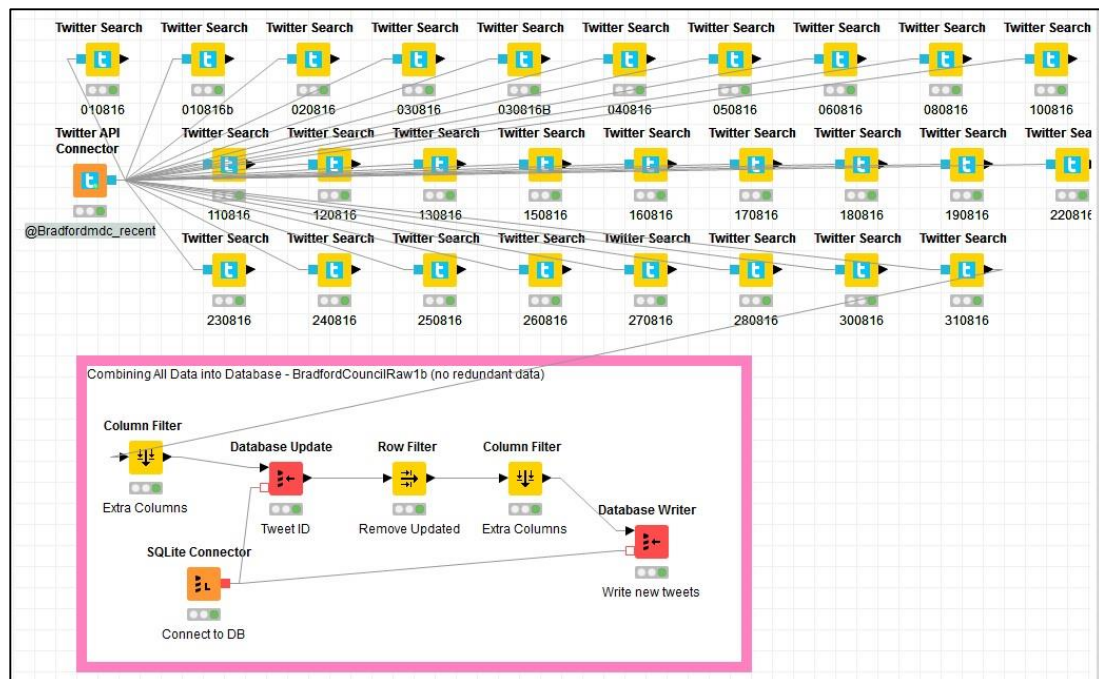 Twitter Search Twitter Search Twitter Search Twitter Search Twitter Search Twitter Search Twitter Search Twitter Search Twitter Search Twitter Search
010816 010816b 020816 030816 030816B 040816 050816 060816 080816 100816
Twitter API
Connector
Twitter Search Twitter Search Twitter Search Twitter Search Twitter Search Twitter Search Twitter Search Twitter Search Twitter Sea
110816 120816 130816 150816 160816 170816 180816 190816 220816
@Bradfordmdc_recent
Twitter Search Twitter Search Twitter Search Twitter Search Twitter Search Twitter Search Twitter Search Twitter Search
230816 240816 250816 260816 270816 280816 300816 310816
Combining All Data into Database - BradfordCouncilRaw1b (no redundant data)
Column Filter
Extra Columns
Database Update
Tweet ID
Row Filter
Remove Updated
Column Filter
Extra Columns
Database Writer
Write new tweets
SQLite Connector
Connect to DB